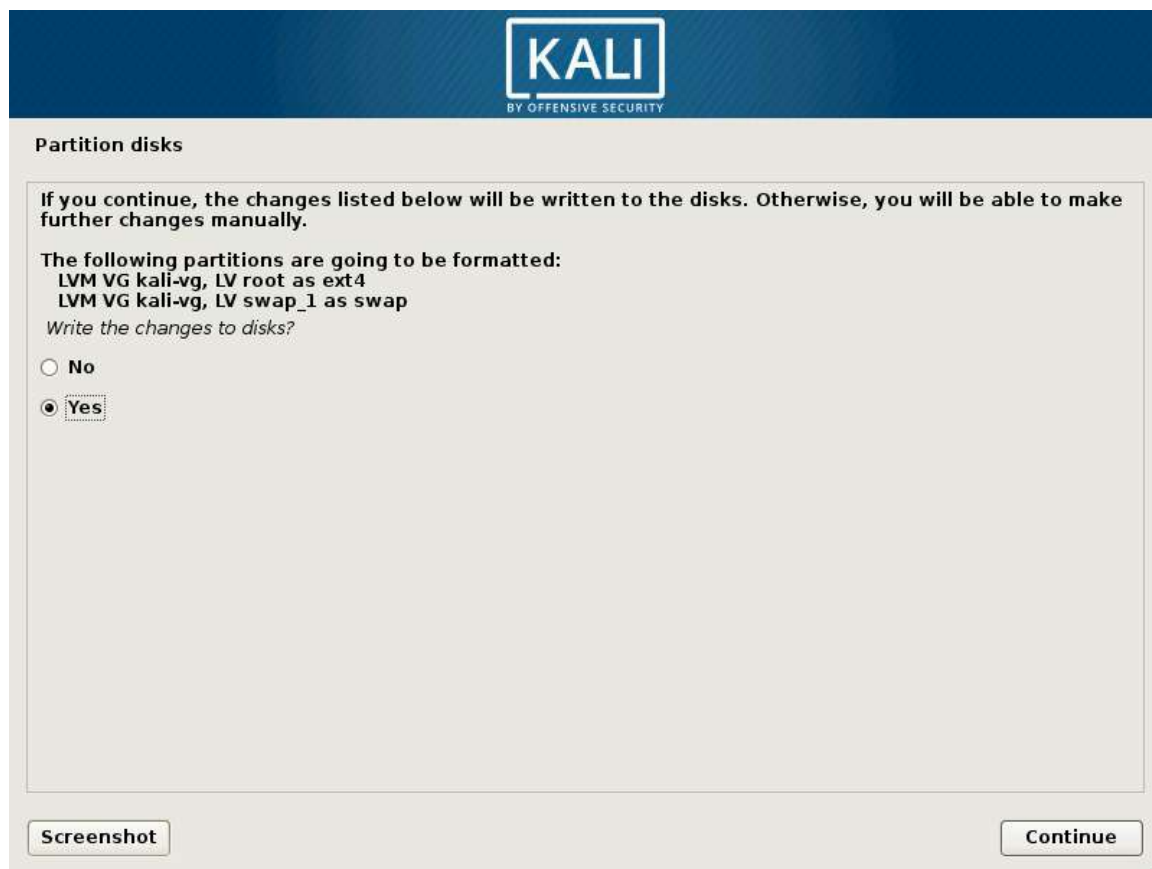 KALI
BY OFFENSIVE SECURITY
Partition disks
If you continue, the changes listed below will be written to the disks. Otherwise, you will be able to make
further changes manually.
The following partitions are going to be formatted:
LVM VG kali-vg, LV root as ext4
LVM VG kali-vg, LV swap_1 as swap
Write the changes to disks?
No
Yes
Screenshot
Continue